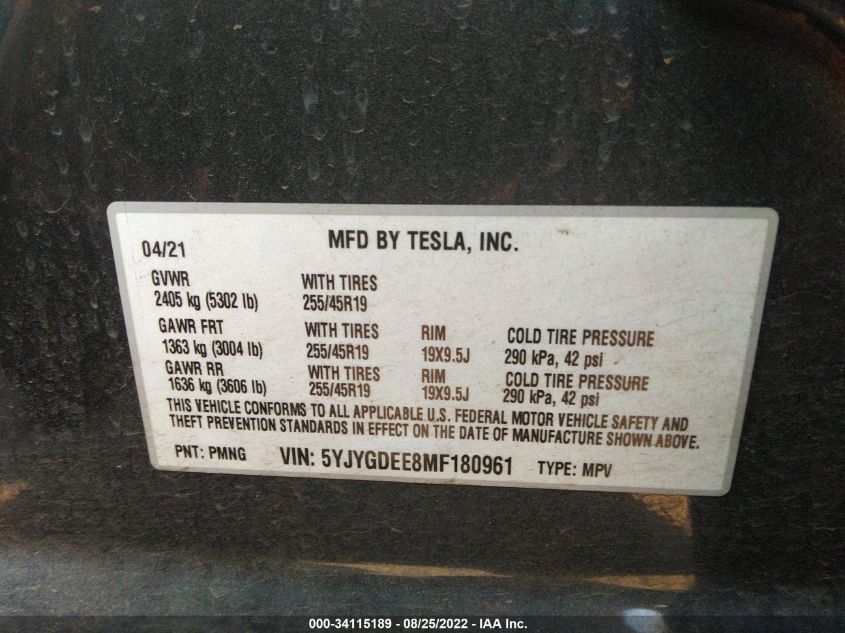 04/21 MFD BY TESLA, INC.
GVWR WITH TIRES
2405 kg (5302 lb) 255/45R19
GAWR FRT WITH TIRES RIM COLD TIRE PRESSURE
1363 kg (3004 lb) 255/45R19 19X9.5J 290 kPa, 42 psi
GAWR RR WITH TIRES RIM COLD TIRE PRESSURE
1636 kg (3606 lb) 255/45R19 19X9.5J 290 kPa, 42 psi
THIS VEHICLE CONFORMS TO ALL APPLICABLE U.S. FEDERAL MOTOR VEHICLE SAFETY AND
THEFT PREVENTION STANDARDS IN EFFECT ON THE DATE OF MANUFACTURE SHOWN ABOVE.
PNT: PMNG VIN: 5YJYGDEE8MF180961 TYPE: MPV
000-34115189 - 08/25/2022 - IAA Inc.